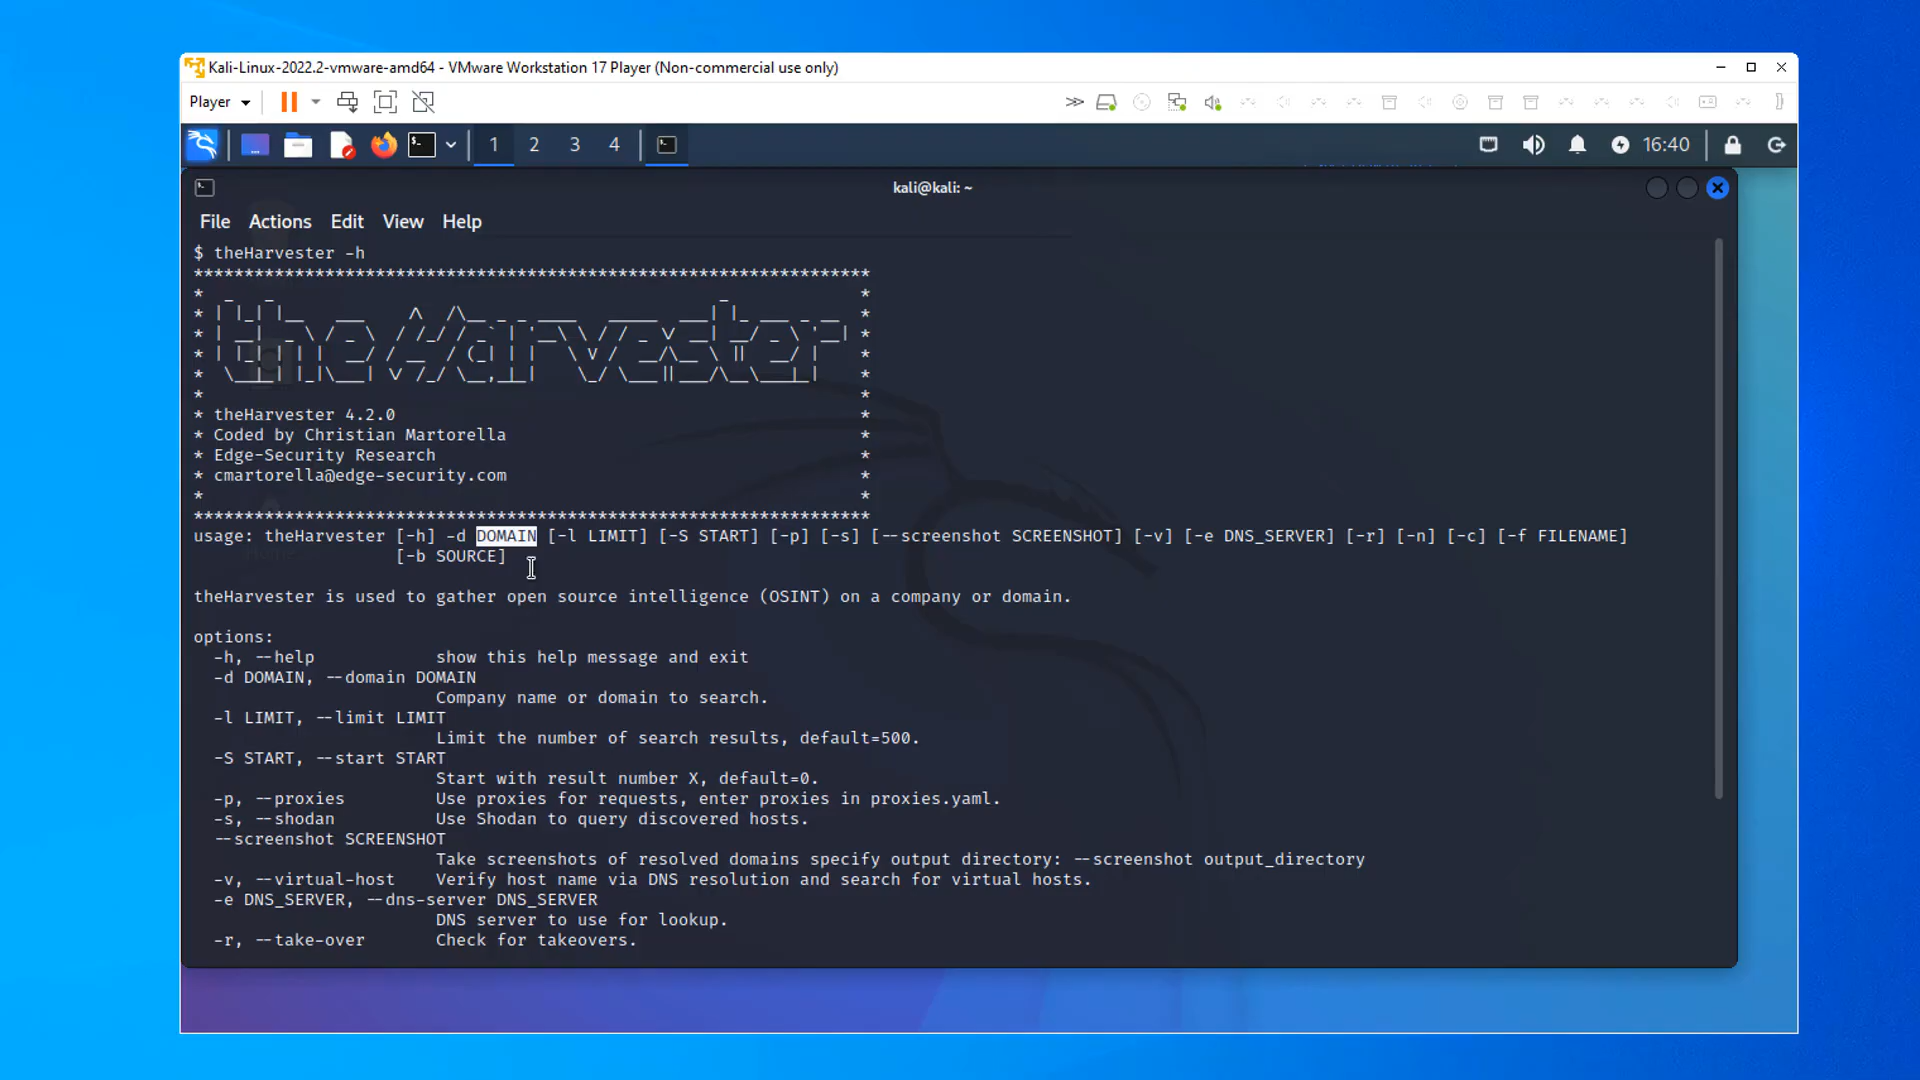 Kali-Linux-2022.2-vmware-amd64 - VMware Workstation 17 Player (Non-commercial use only)
Player
1 2 3 4 16:40
kali@kali: ~
File Actions Edit View Help
$ theHarvester -h
*******************************************************************
theHarvester
* theHarvester 4.2.0 *
* Coded by Christian Martorella *
* Edge-Security Research *
* cmartorella@edge-security.com *
* *
*******************************************************************
usage: theHarvester [-h] -d DOMAIN [-l LIMIT] [-S START] [-p] [-s] [--screenshot SCREENSHOT] [-v] [-e DNS_SERVER] [-r] [-n] [-c] [-f FILENAME]
[-b SOURCE]
theHarvester is used to gather open source intelligence (OSINT) on a company or domain.
options:
-h, --help show this help message and exit
-d DOMAIN, --domain DOMAIN
Company name or domain to search.
-l LIMIT, --limit LIMIT
Limit the number of search results, default=500.
-S START, --start START
Start with result number X, default=0.
-p, --proxies Use proxies for requests, enter proxies in proxies.yaml.
-s, --shodan Use Shodan to query discovered hosts.
--screenshot SCREENSHOT
Take screenshots of resolved domains specify output directory: --screenshot output_directory
-v, --virtual-host Verify host name via DNS resolution and search for virtual hosts.
-e DNS_SERVER, --dns-server DNS_SERVER
DNS server to use for lookup.
-r, --take-over Check for takeovers.